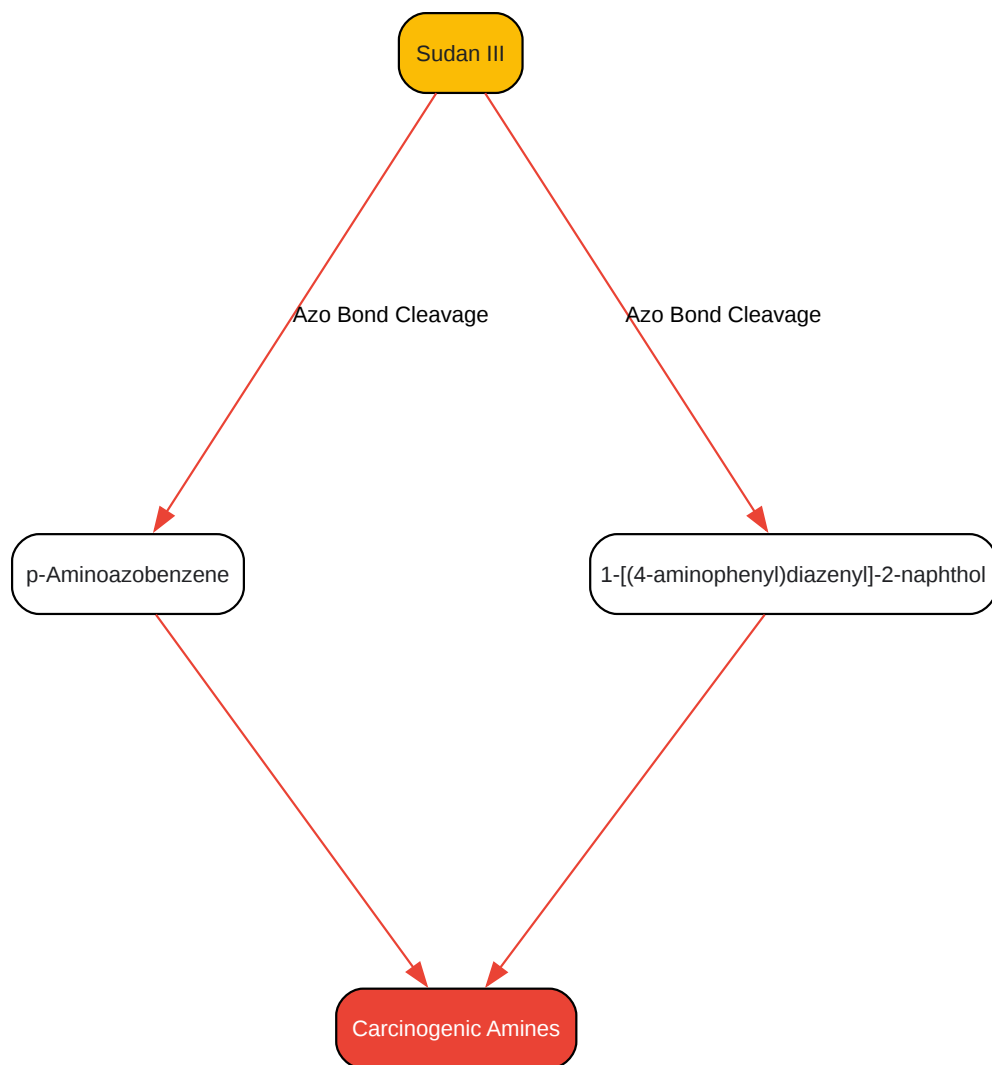 Sudan III
Azo Bond Cleavage
Azo Bond Cleavage
p-Aminoazobenzene
1-[(4-aminophenyl)diazenyl]-2-naphthol
Carcinogenic Amines